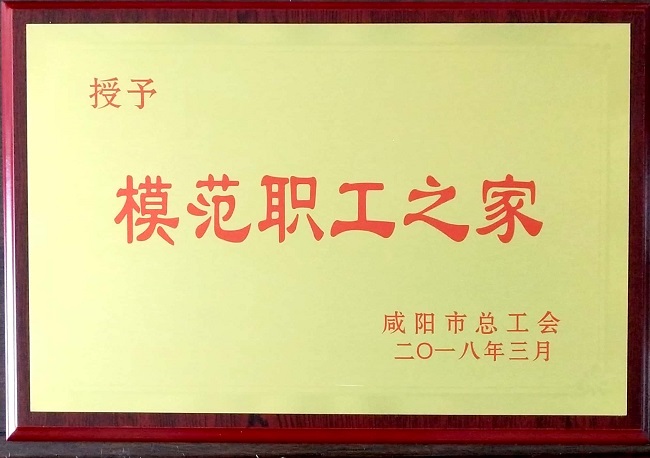 授予
模范职工之家
咸阳市总工会
二〇一八年三月